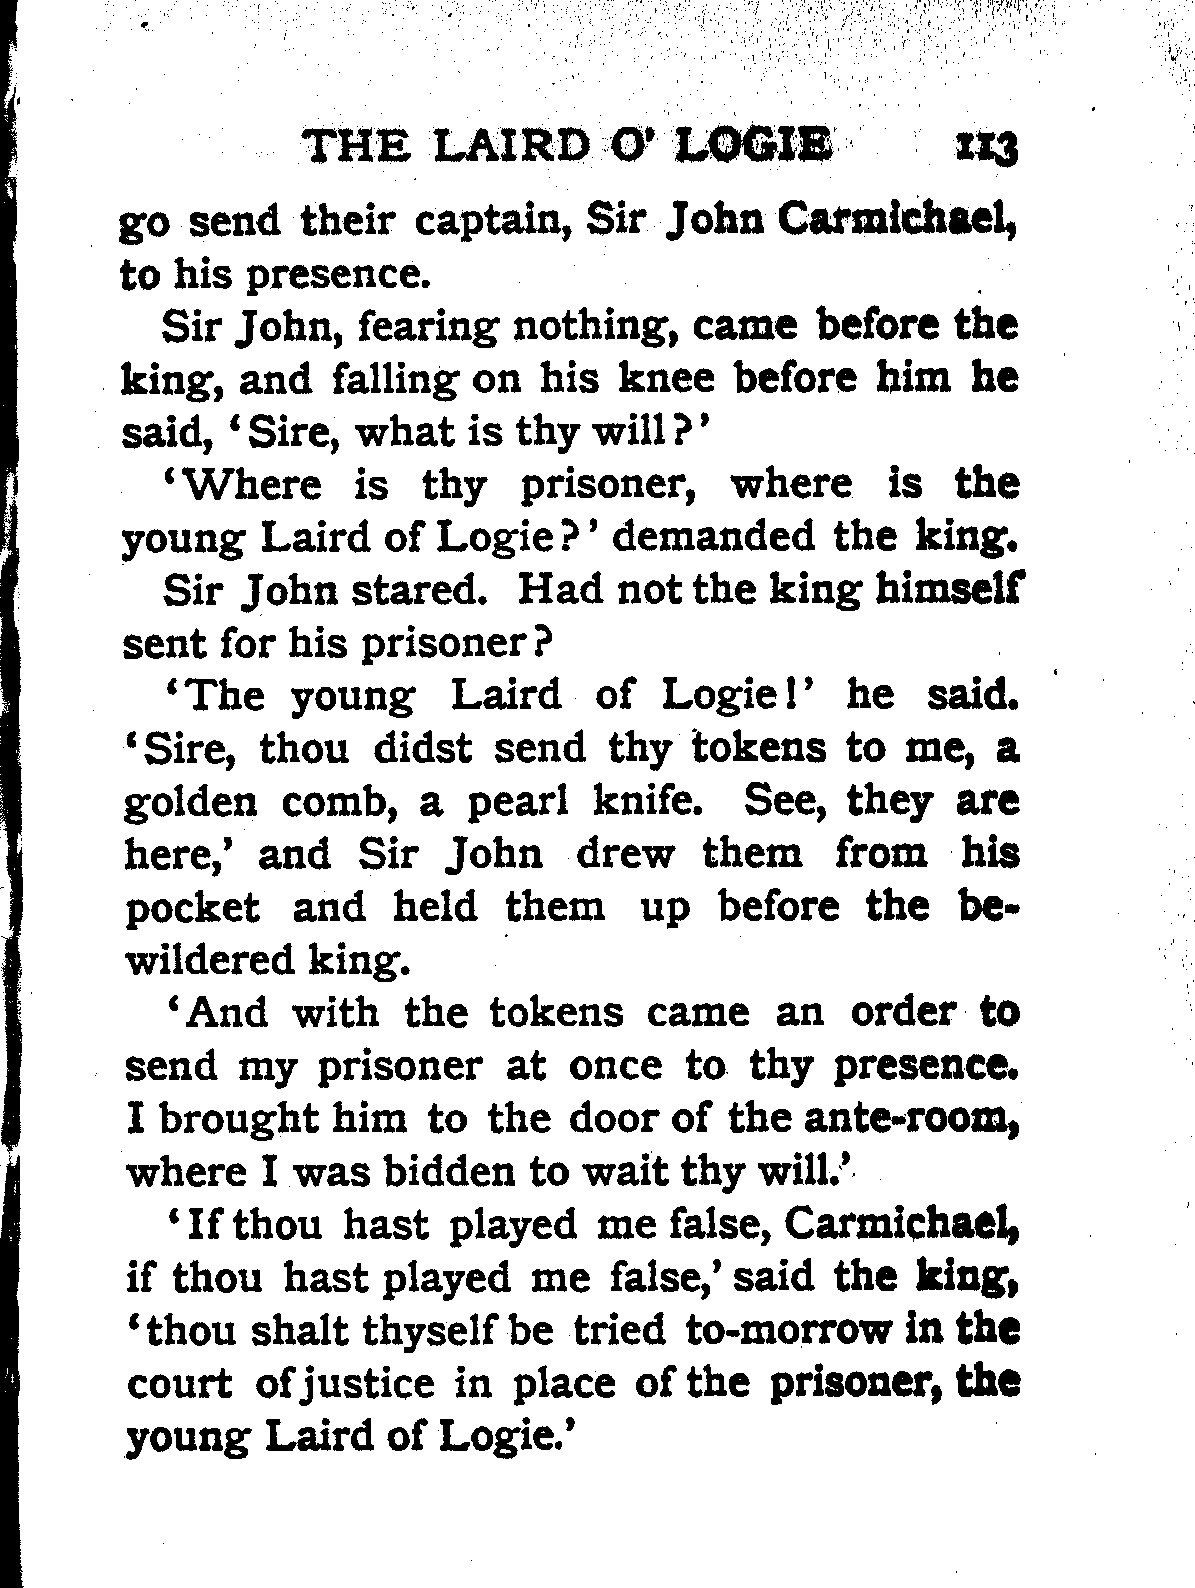 THE LAIRD O' LOGIE 113
go send their captain, Sir John Carmichael,
to his presence.
Sir John, fearing nothing, came before the
king, and falling on his knee before him he
said, ‘Sire, what is thy will?’
‘Where is thy prisoner, where is the
young Laird of Logie?’ demanded the king.
Sir John stared. Had not the king himself
sent for his prisoner?
‘The young Laird of Logie!’ he said.
‘Sire, thou didst send thy tokens to me, a
golden comb, a pearl knife. See, they are
here,’ and Sir John drew them from his
pocket and held them up before the be-
wildered king.
‘And with the tokens came an order to
send my prisoner at once to thy presence.
I brought him to the door of the ante-room,
where I was bidden to wait thy will.’
‘If thou hast played me false, Carmichael,
if thou hast played me false,’ said the king,
‘thou shalt thyself be tried to-morrow in the
court of justice in place of the prisoner, the
young Laird of Logie.’